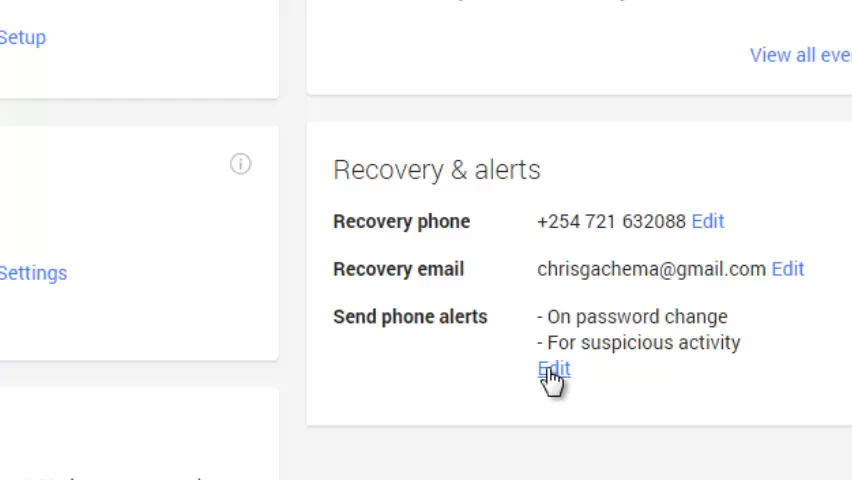 Setup
View all eve
Recovery & alerts
Recovery phone +254 721 632088 Edit
Recovery email chrisgachema@gmail.com Edit
Settings
Send phone alerts - On password change
- For suspicious activity
Edit